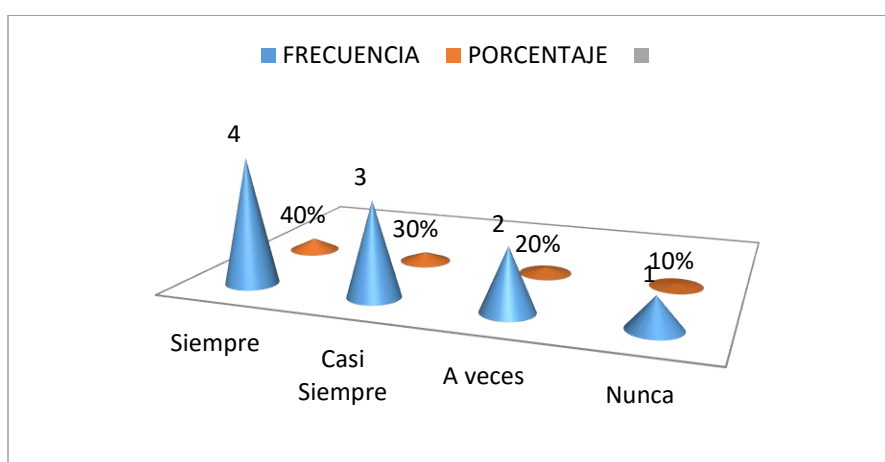 FRECUENCIA PORCENTAJE
4
3
2
1
40%
30%
20%
10%
Siempre
Casi
Siempre
A veces
Nunca